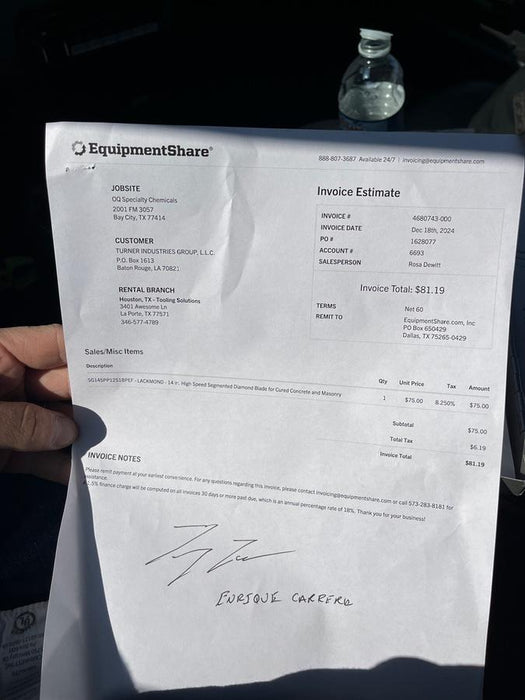 EquipmentShare®
888-807-3687 Available 24/7 | invoicing@equipmentshare.com
JOBSITE
OQ Specialty Chemicals
2001 FM 3057
Bay City, TX 77414
CUSTOMER
TURNER INDUSTRIES GROUP, L.L.C.
P.O. Box 1613
Baton Rouge, LA 70821
RENTAL BRANCH
Houston, TX - Tooling Solutions
3401 Awesome Ln
La Porte, TX 77571
346-577-4789
Invoice Estimate
INVOICE # 4680743-000
INVOICE DATE Dec 18th, 2024
PO # 1628077
ACCOUNT # 6693
SALESPERSON Rosa Dewitt
Invoice Total: $81.19
TERMS Net 60
REMIT TO EquipmentShare.com, Inc
PO Box 650429
Dallas, TX 75265-0429
Sales/Misc Items
Description Qty Unit Price Tax Amount
LACKMOND - 14 in. High Speed Segmented Diamond Blade for Cured Concrete and Masonry 1 $75.00 8.250% $75.00
Subtotal $75.00
Total Tax $6.19
Invoice Total $81.19
INVOICE NOTES
Please remit payment at your earliest convenience. For any questions regarding this invoice, please contact invoicing@equipmentshare.com or call 573-283-8181 for
assistance.
1.5% finance charge will be computed on all invoices 30 days or more past due, which is an annual percentage rate of 18%. Thank you for your business!
ENRIQUE CARRERO